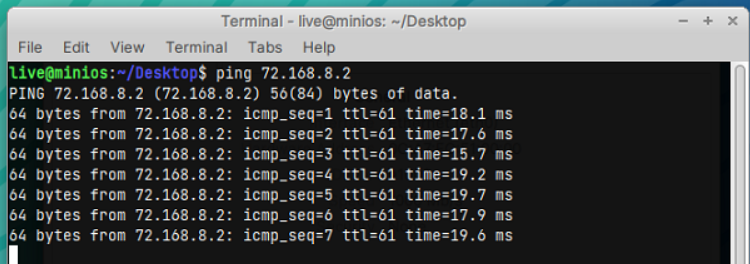 Terminal - live@minios: ~/Desktop
File Edit View Terminal Tabs Help
live@minios:~/Desktop$ ping 72.168.8.2
PING 72.168.8.2 (72.168.8.2) 56(84) bytes of data.
64 bytes from 72.168.8.2: icmp_seq=1 ttl=61 time=18.1 ms
64 bytes from 72.168.8.2: icmp_seq=2 ttl=61 time=17.6 ms
64 bytes from 72.168.8.2: icmp_seq=3 ttl=61 time=15.7 ms
64 bytes from 72.168.8.2: icmp_seq=4 ttl=61 time=19.2 ms
64 bytes from 72.168.8.2: icmp_seq=5 ttl=61 time=19.7 ms
64 bytes from 72.168.8.2: icmp_seq=6 ttl=61 time=17.9 ms
64 bytes from 72.168.8.2: icmp_seq=7 ttl=61 time=19.6 ms